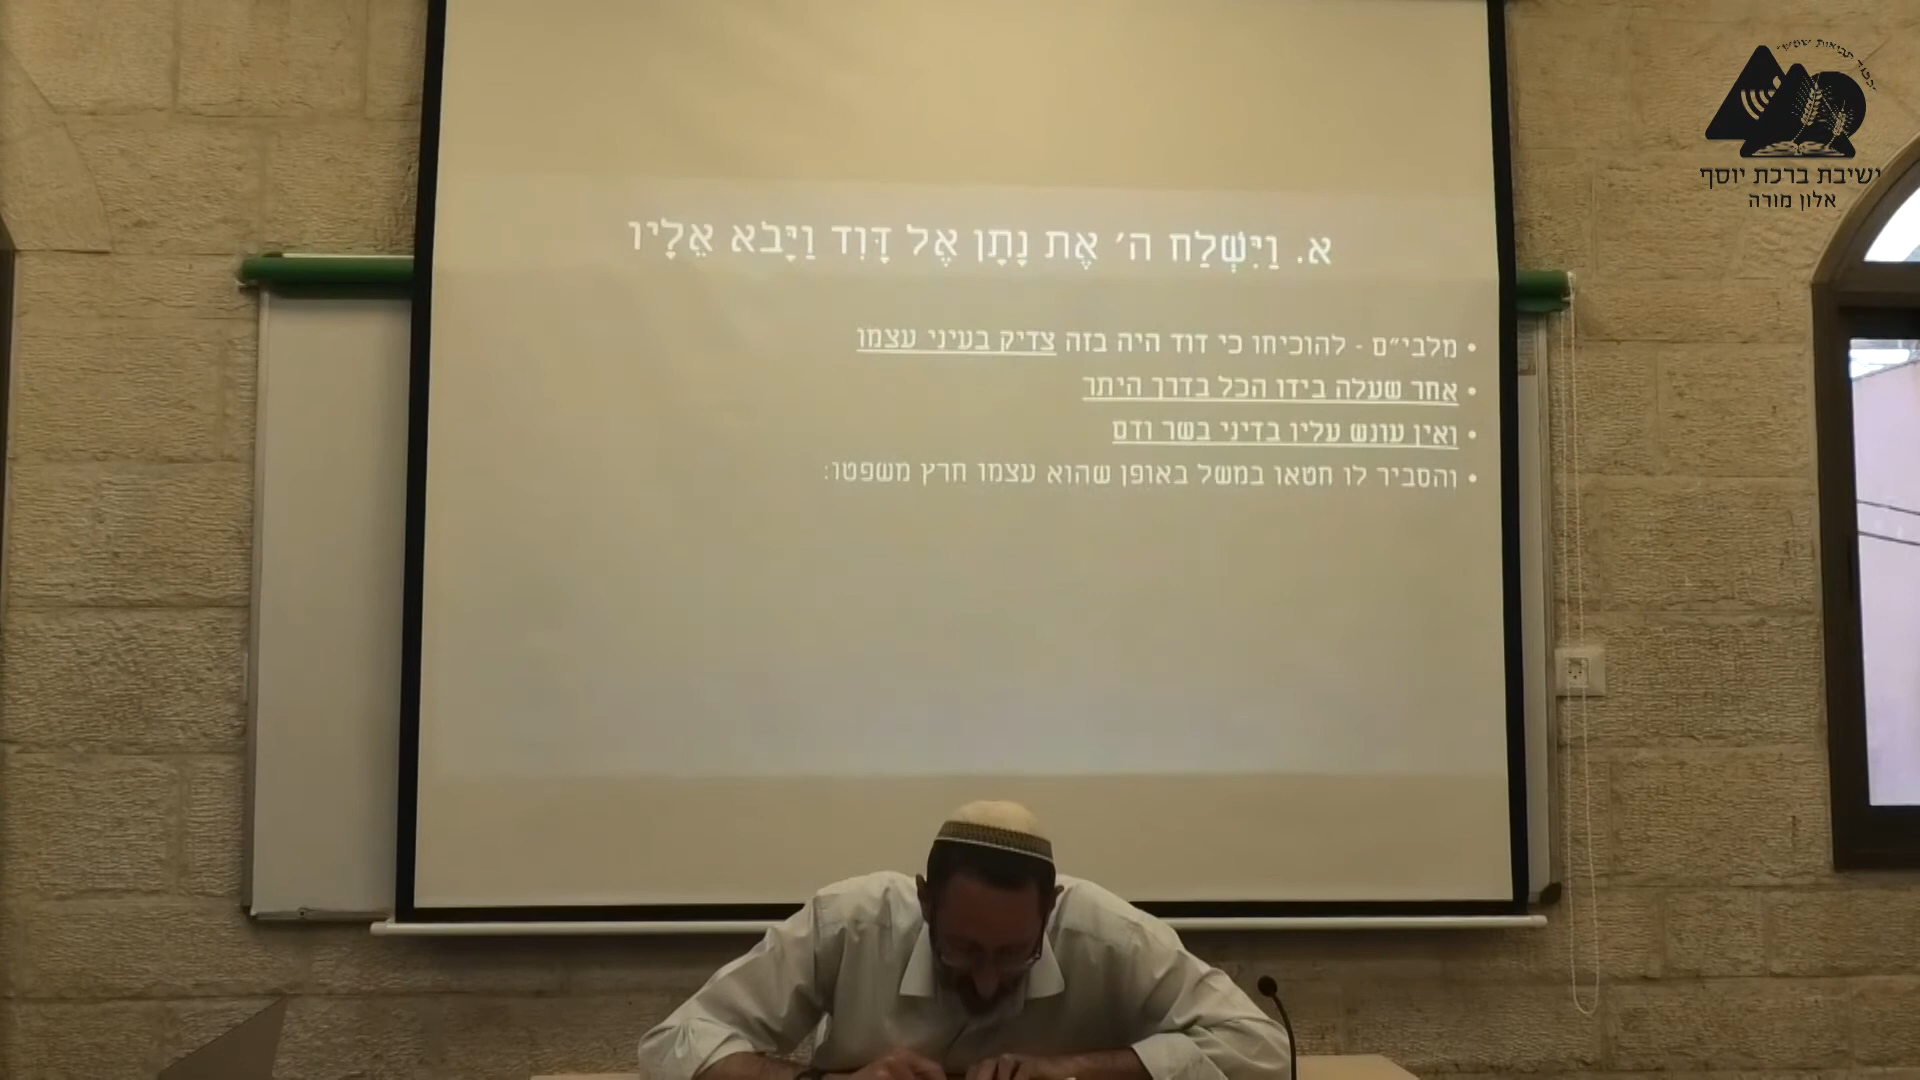 א. וַיִּשְׁלַח ה׳ אֶת נָתָן אֶל דָּוִד וַיָּבֹא אֵלָיו
• מלבי״ם - להוכיחו כי דוד היה בזה צדיק בעיני עצמו
• אחר שעלה בידו הכל בדרך היתר
• ואין עונש עליו בדיני בשר ודם
• והסביר לו חטאו במשל באופן שהוא עצמו חרץ משפטו:
ישיבת ברכת יוסף
אלון מורה